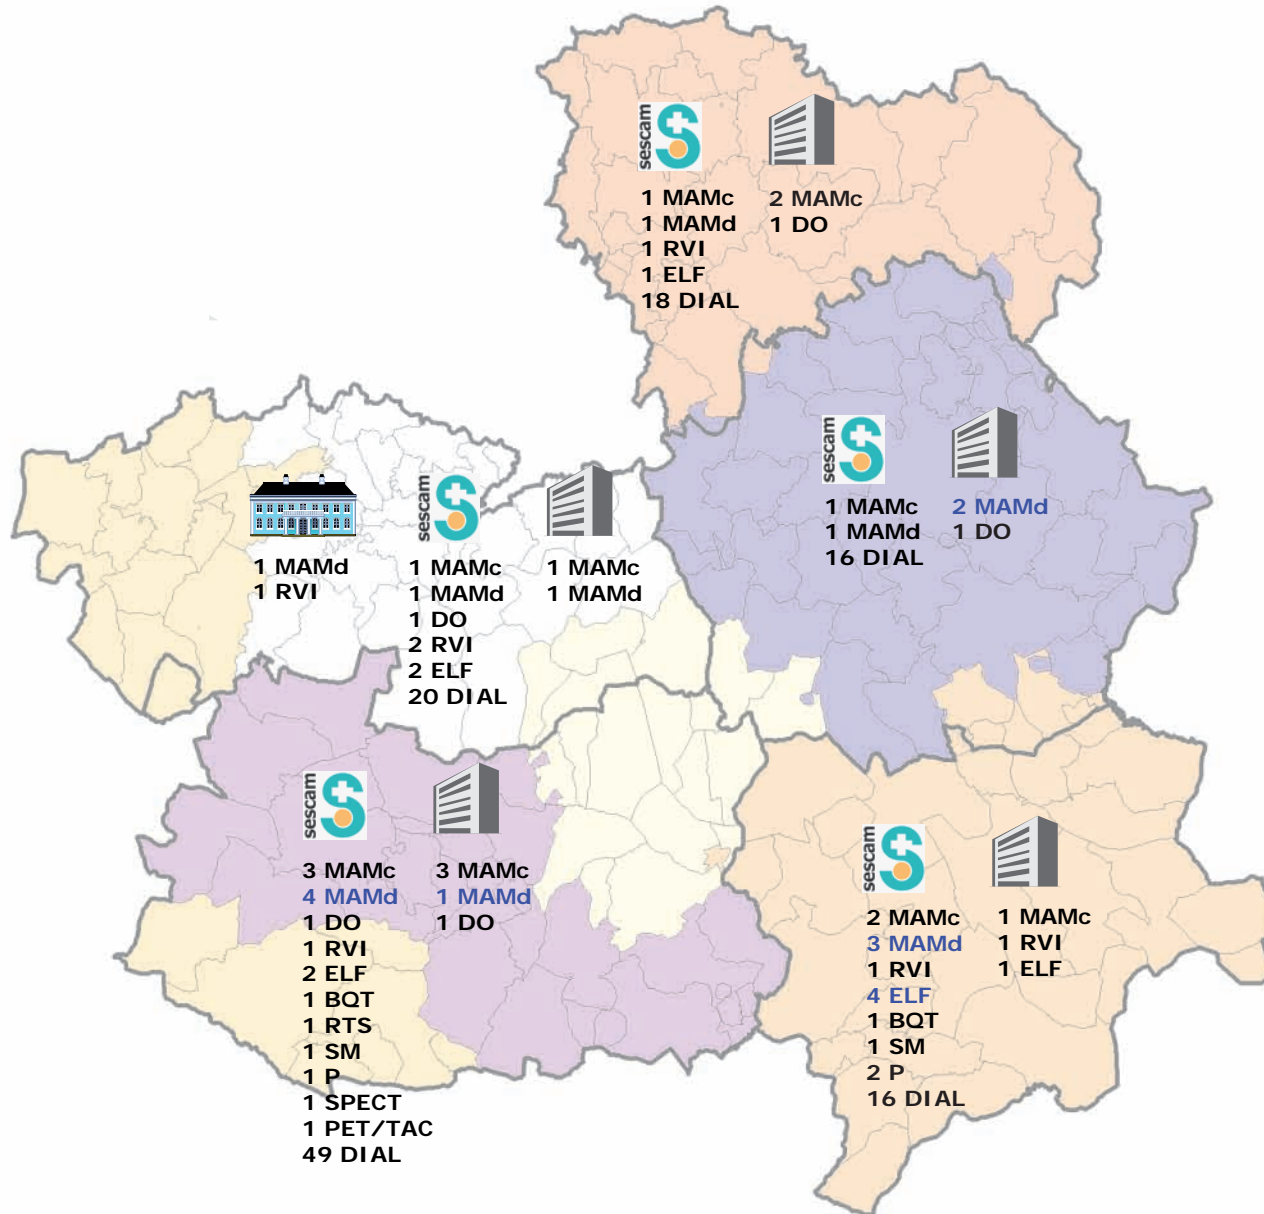 sescam
1 MAMc
1 MAMd
1 RVI
1 ELF
18 DIAL
2 MAMc
1 DO
sescam
1 MAMc
1 MAMd
16 DIAL
2 MAMd
1 DO
1 MAMd
1 RVI
sescam
1 MAMc
1 MAMd
1 DO
2 RVI
2 ELF
20 DIAL
1 MAMc
1 MAMd
sescam
3 MAMc
4 MAMd
1 DO
1 RVI
2 ELF
1 BQT
1 RTS
1 SM
1 P
1 SPECT
1 PET/TAC
49 DIAL
3 MAMc
1 MAMd
1 DO
sescam
2 MAMc
3 MAMd
1 RVI
4 ELF
1 BQT
1 SM
2 P
16 DIAL
1 MAMc
1 RVI
1 ELF